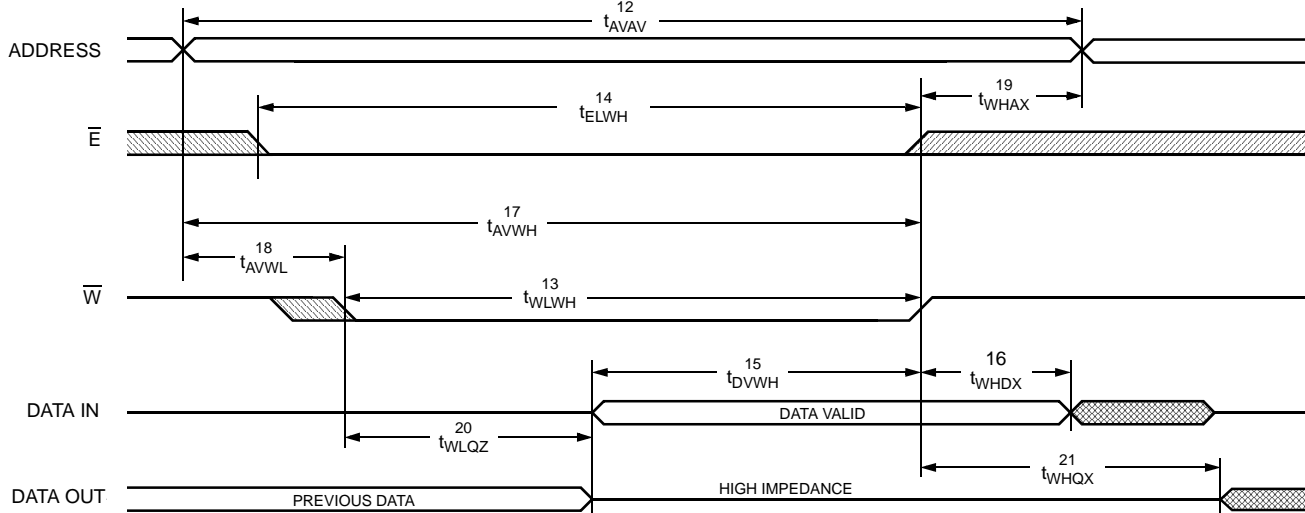 12
tAVAV
ADDRESS
19
tWHAX
14
tELWH
E
17
tAVWH
18
tAVWL
W
13
tWLWH
15
tDVWH
16
tWHDX
DATA IN
DATA VALID
20
tWLQZ
21
tWHQX
DATA OUT
PREVIOUS DATA
HIGH IMPEDANCE